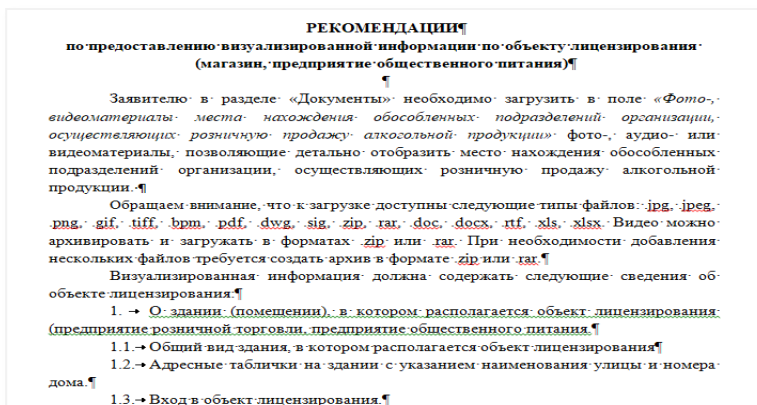 РЕКОМЕНДАЦИИ
по предоставлению визуализированной информации по объекту лицензирования
(магазин, предприятие общественного питания)
Заявителю в разделе «Документы» необходимо загрузить в поле «Фото-,
видеоматериалы места нахождения обособленных подразделений организации,
осуществляющих розничную продажу алкогольной продукции» фото-, аудио- или
видеоматериалы, позволяющие детально отобразить место нахождения обособленных
подразделений организации, осуществляющих розничную продажу алкогольной
продукции.
Обращаем внимание, что к загрузке доступны следующие типы файлов: .jpg, .jpeg,
.png, .gif, .tiff, .bpm, .pdf, .dwg, .sig, .zip, .rar, .doc, .docx, .rtf, .xls, .xlsx. Видео можно
архивировать и загружать в форматах .zip или .rar. При необходимости добавления
нескольких файлов требуется создать архив в формате .zip или .rar.
Визуализированная информация должна содержать следующие сведения об
объекте лицензирования:
1. О здании (помещении), в котором располагается объект лицензирования
(предприятие розничной торговли, предприятие общественного питания.
1.1. Общий вид здания, в котором располагается объект лицензирования
1.2. Адресные таблички на здании с указанием наименования улицы и номера
дома.
1.3. Вход в объект лицензирования.